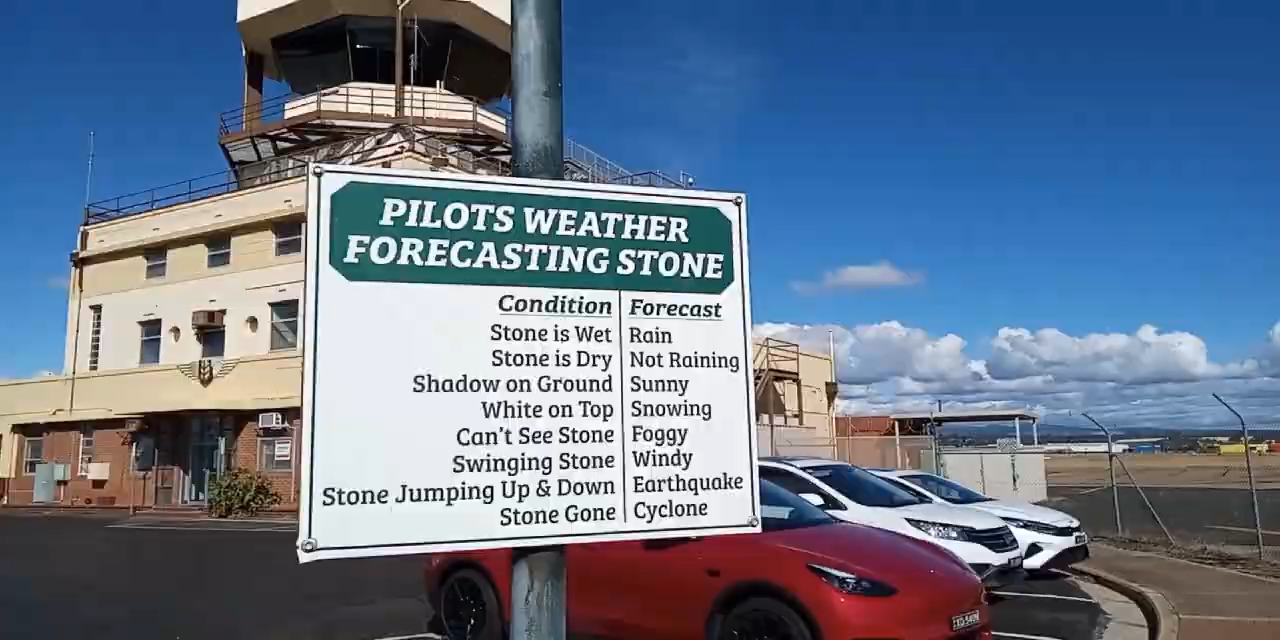 PILOTS WEATHER
FORECASTING STONE
Condition Forecast
Stone is Wet Rain
Stone is Dry Not Raining
Shadow on Ground Sunny
White on Top Snowing
Can't See Stone Foggy
Swinging Stone Windy
Stone Jumping Up & Down Earthquake
Stone Gone Cyclone